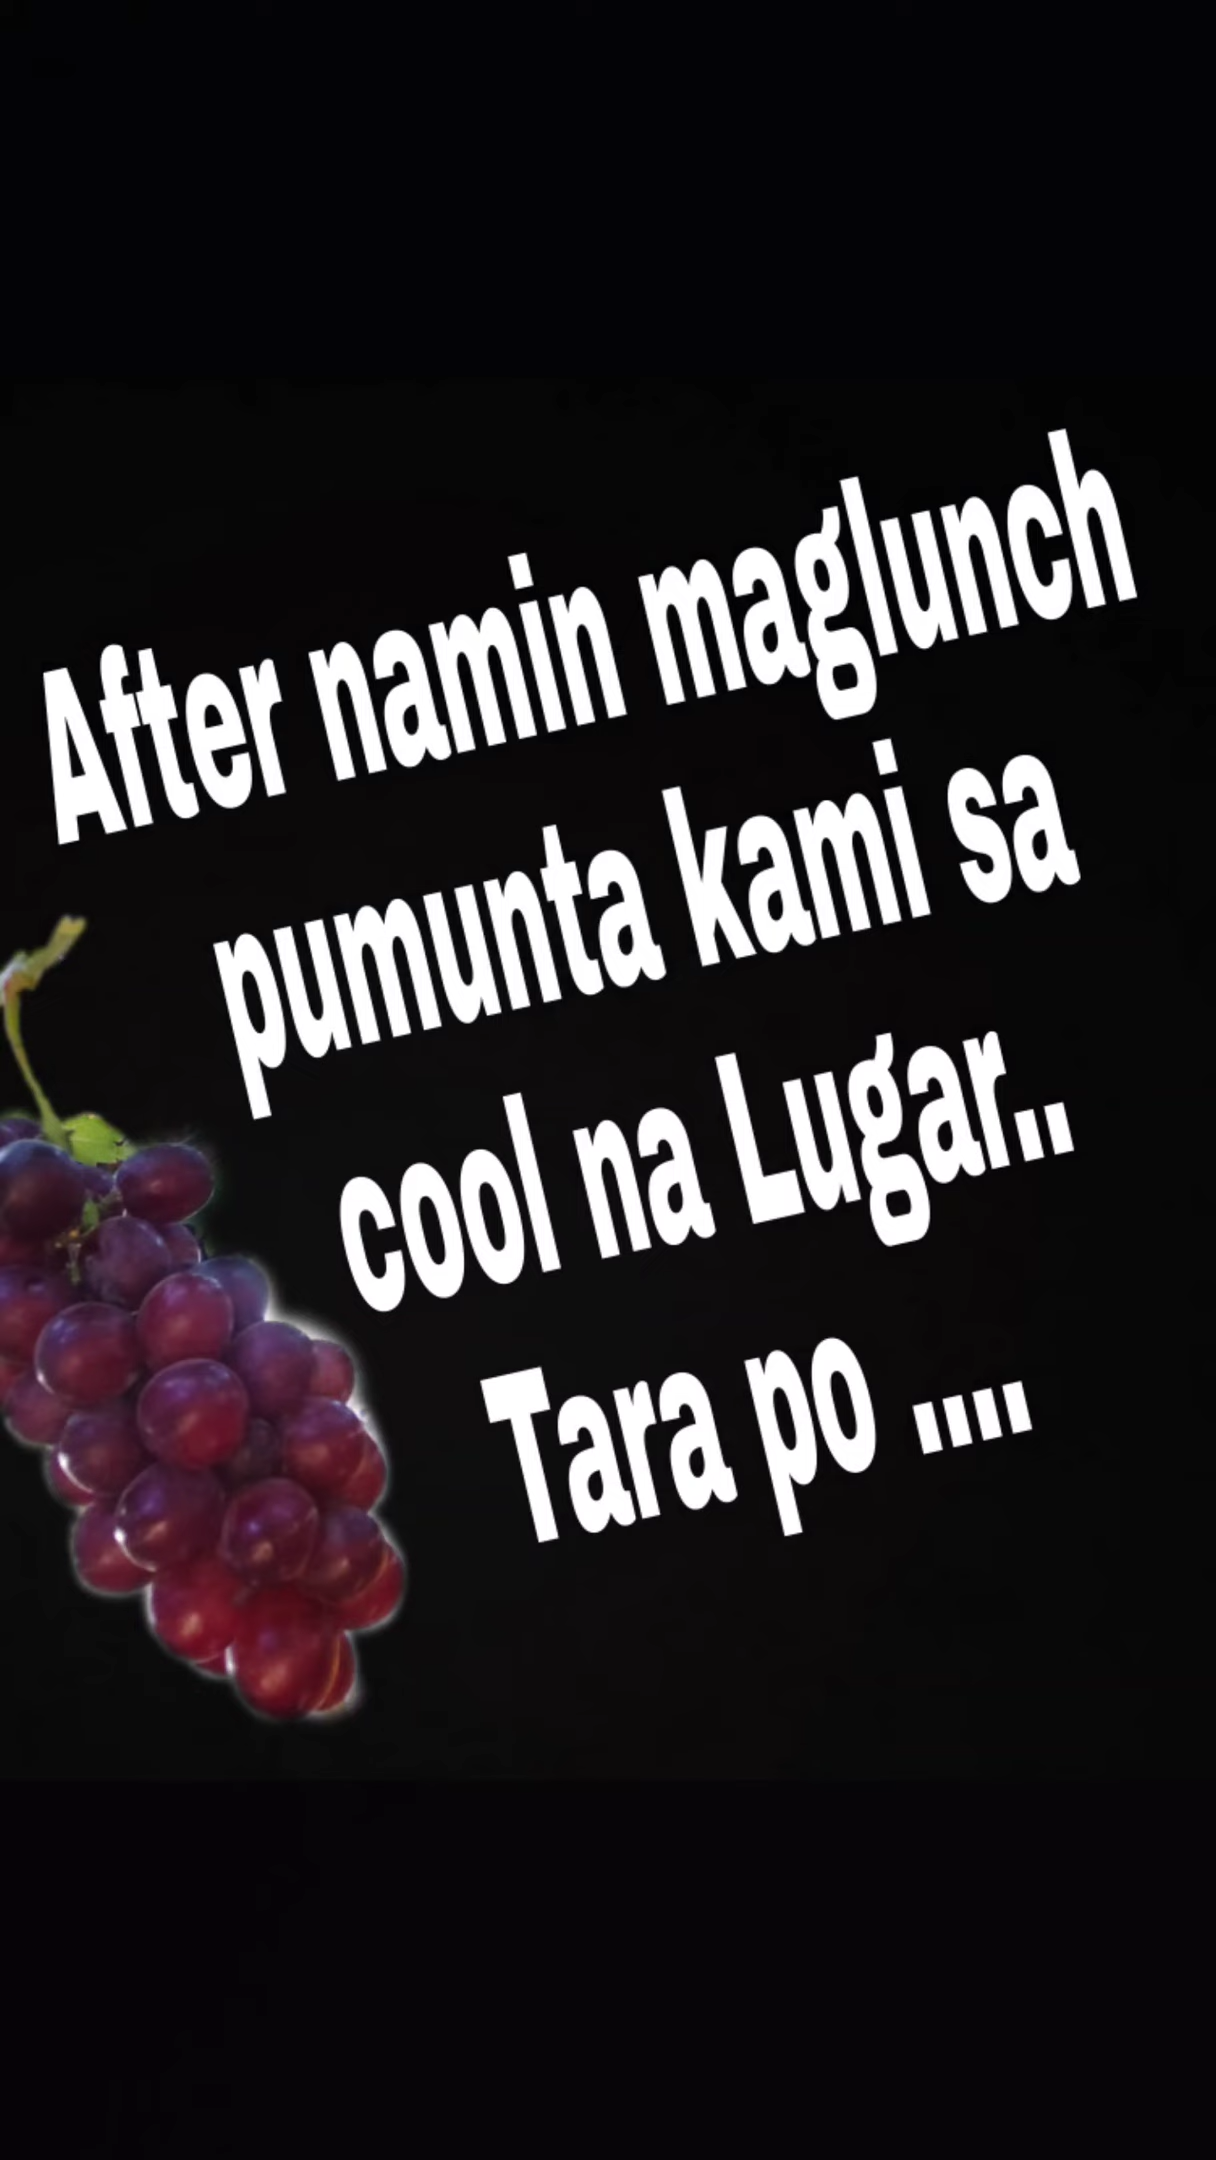 After namin maglunch
pumunta kami sa
cool na Lugar..
Tara po ....